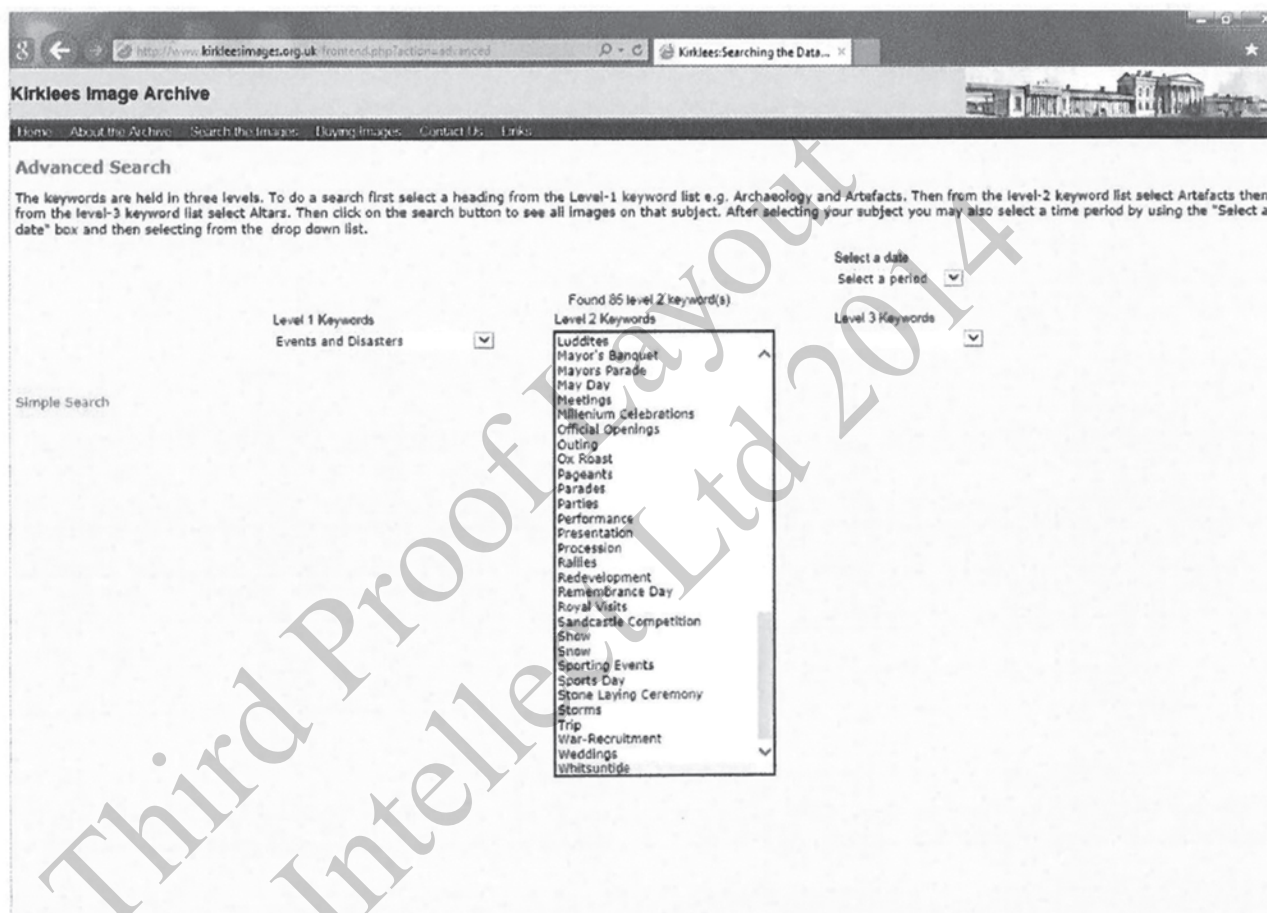 http://www.kirkleesimages.org.uk/frontend.php?action=advanced
Kirklees:Searching the Data...
Kirklees Image Archive
Home About the Archive Search the Images Buying Images Contact Us Links
Advanced Search
The keywords are held in three levels. To do a search first select a heading from the Level-1 keyword list e.g. Archaeology and Artefacts. Then from the level-2 keyword list select Artefacts then
from the level-3 keyword list select Altars. Then click on the search button to see all images on that subject. After selecting your subject you may also select a time period by using the "Select a
date" box and then selecting from the drop down list.
Select a date
Select a period
Found 85 level 2 keyword(s)
Level 1 Keywords
Level 2 Keywords
Level 3 Keywords
Events and Disasters
Luddites
Mayor's Banquet
Mayors Parade
May Day
Meetings
Millenium Celebrations
Official Openings
Outing
Ox Roast
Pageants
Parades
Parties
Performance
Presentation
Procession
Rallies
Redevelopment
Remembrance Day
Royal Visits
Sandcastle Competition
Show
Snow
Sporting Events
Sports Day
Stone Laying Ceremony
Storms
Trip
War-Recruitment
Weddings
Whitsuntide
Simple Search
Third Proof Layout
Intellect Ltd 2014